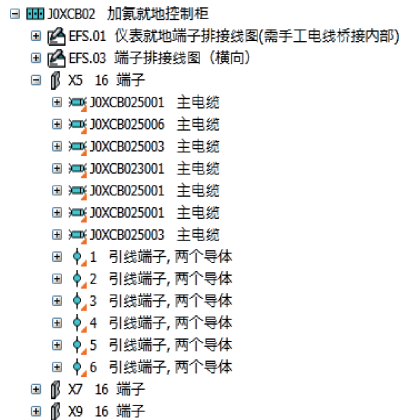 J0XCB02 加氨就地控制柜
EFS.01 仪表就地端子排接线图(需手工电线桥接内部)
EFS.03 端子排接线图（横向）
X5 16 端子
J0XCB025001 主电缆
J0XCB025006 主电缆
J0XCB025003 主电缆
J0XCB023001 主电缆
J0XCB025001 主电缆
J0XCB025001 主电缆
J0XCB025003 主电缆
1 引线端子, 两个导体
2 引线端子, 两个导体
3 引线端子, 两个导体
4 引线端子, 两个导体
5 引线端子, 两个导体
6 引线端子, 两个导体
X7 16 端子
X9 16 端子